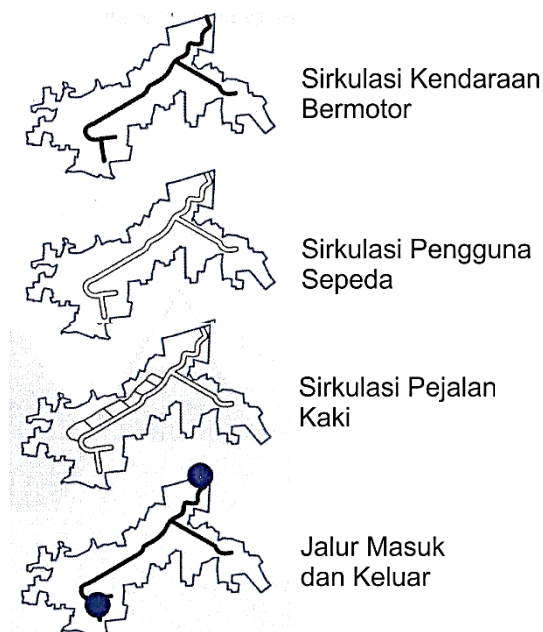 Sirkulasi Kendaraan
Bermotor
Sirkulasi Pengguna
Sepeda
Sirkulasi Pejalan
Kaki
Jalur Masuk
dan Keluar